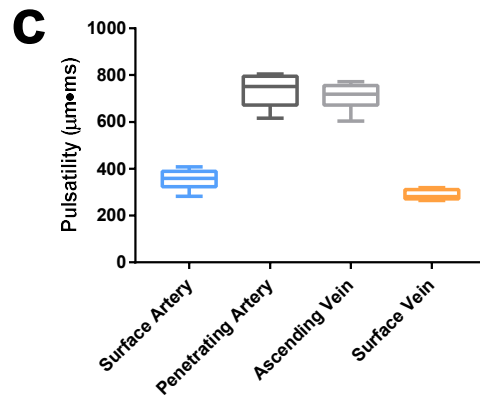 C
Pulsatility (μm•ms)
1000
800
600
400
200
0
Surface Artery
Penetrating Artery
Ascending Vein
Surface Vein